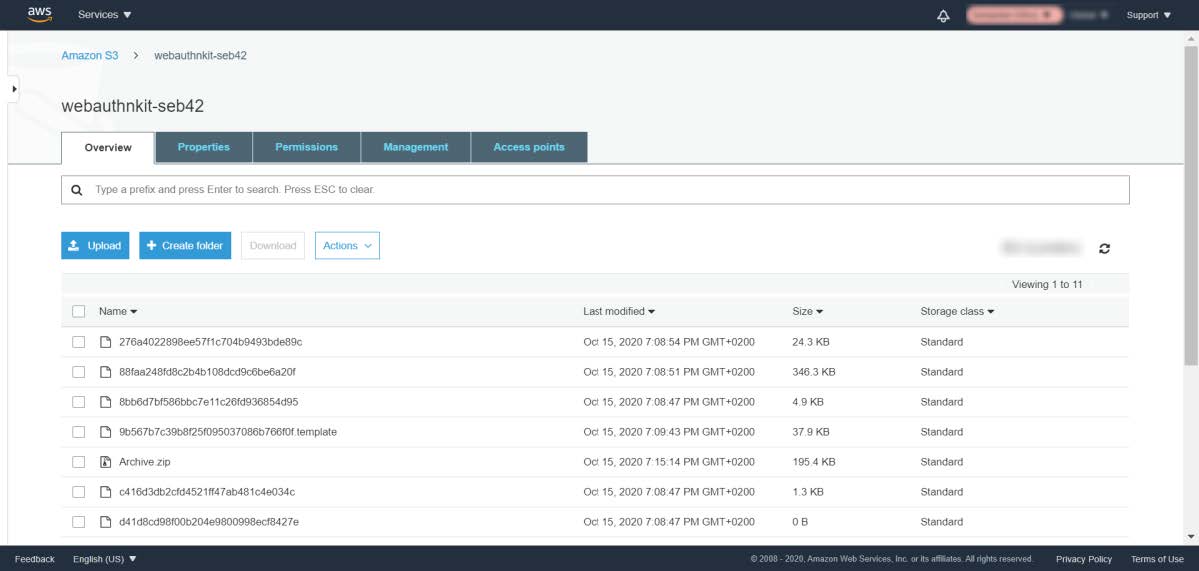 aws Services Support
Amazon S3 webauthnkit-seb42
webauthnkit-seb42
Overview Properties Permissions Management Access points
Type a prefix and press Enter to search. Press ESC to clear.
Upload Create folder Download Actions
Viewing 1 to 11
Name Last modified Size Storage class
276a4022898ee57f1c704b9493bde89c Oct 15, 2020 7:08:54 PM GMT+0200 24.3 KB Standard
88faa248fd8c2b4b108dcd9c6be6a20f Oct 15, 2020 7:08:51 PM GMT+0200 346.3 KB Standard
8bb6d7bf586bbc7e11c26fd936854d95 Oct 15, 2020 7:08:47 PM GMT+0200 4.9 KB Standard
9b567b7c39b8f25f095037086b766f0f.template Oct 15, 2020 7:09:43 PM GMT+0200 37.9 KB Standard
Archive.zip Oct 15, 2020 7:15:14 PM GMT+0200 195.4 KB Standard
c416d3db2cfd4521ff47ab481c4e034c Oct 15, 2020 7:08:47 PM GMT+0200 1.3 KB Standard
d41d8cd98f00b204e9800998ecf8427e Oct 15, 2020 7:08:47 PM GMT+0200 0 B Standard
Feedback English (US) © 2008 - 2020, Amazon Web Services, Inc. or its affiliates. All rights reserved. Privacy Policy Terms of Use